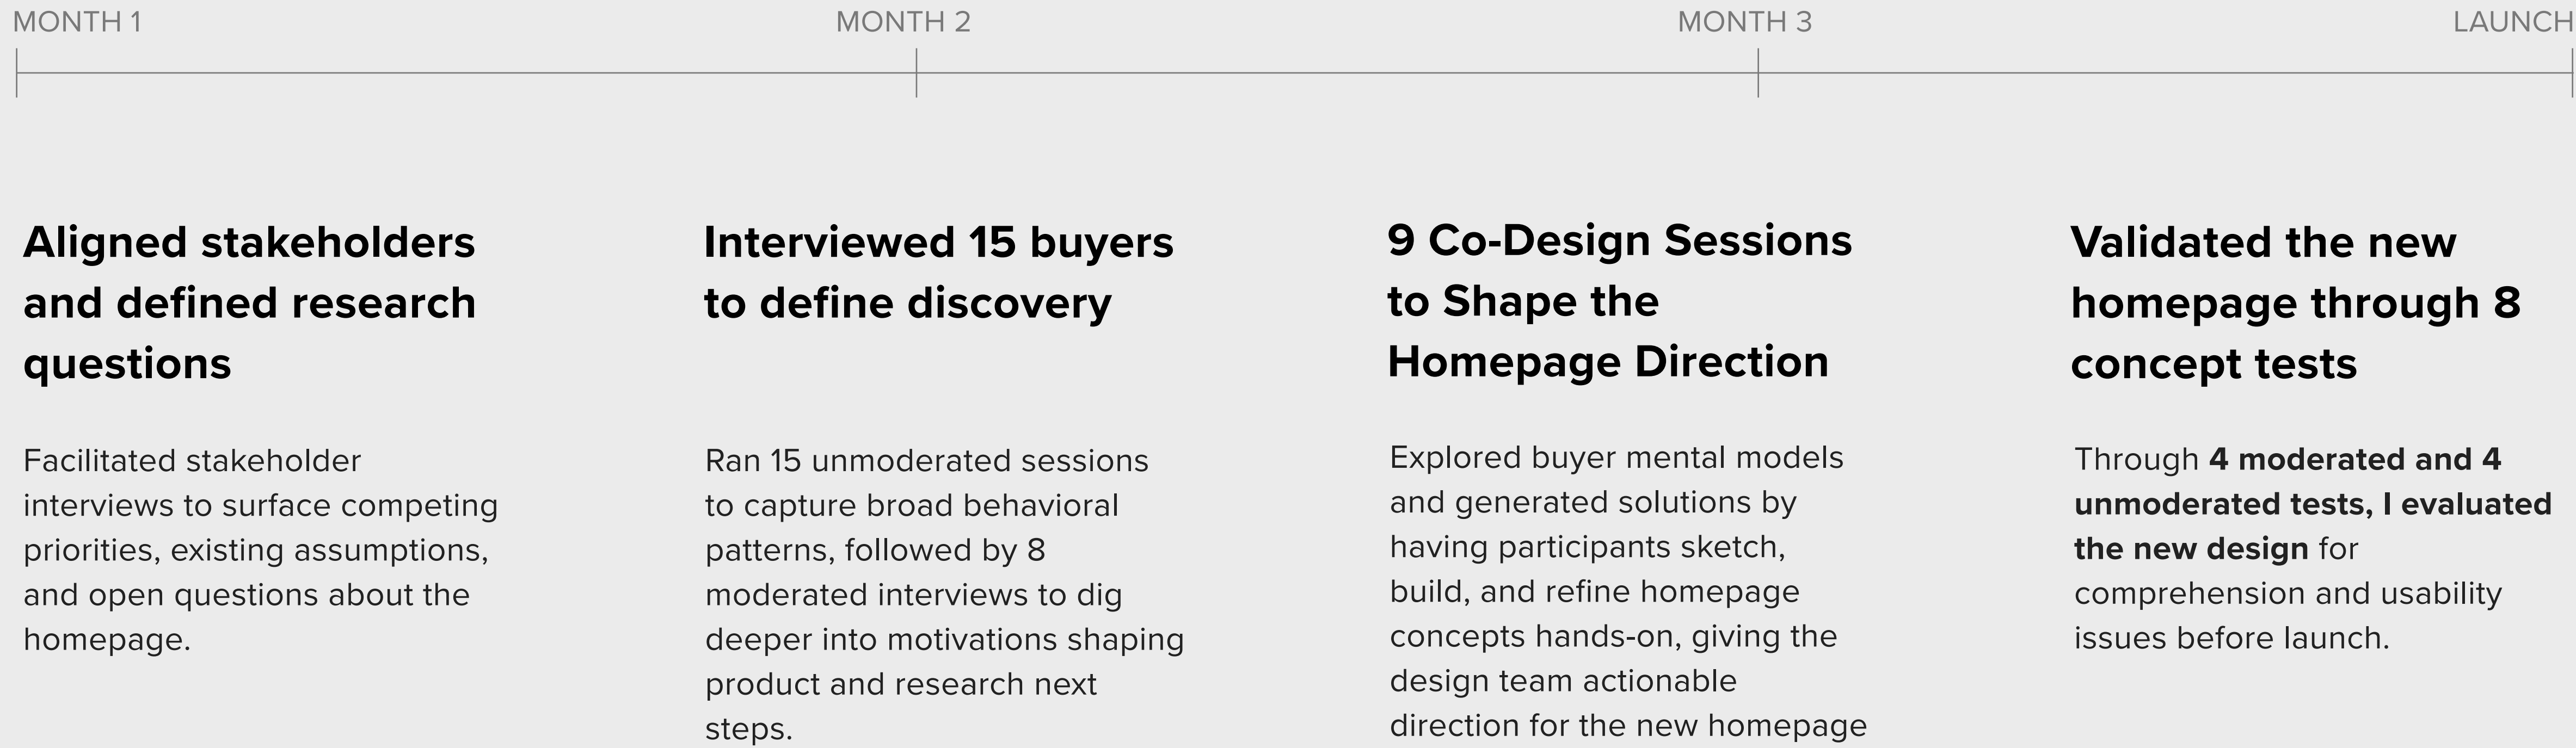 MONTH 1
MONTH 2
MONTH 3
LAUNCH
Aligned stakeholders
and defined research
questions
Facilitated stakeholder
interviews to surface competing
priorities, existing assumptions,
and open questions about the
homepage.
Interviewed 15 buyers
to define discovery
Ran 15 unmoderated sessions
to capture broad behavioral
patterns, followed by 8
moderated interviews to dig
deeper into motivations shaping
product and research next
steps.
9 Co-Design Sessions
to Shape the
Homepage Direction
Explored buyer mental models
and generated solutions by
having participants sketch,
build, and refine homepage
concepts hands-on, giving the
design team actionable
direction for the new homepage
Validated the new
homepage through 8
concept tests
Through 4 moderated and 4
unmoderated tests, I evaluated
the new design for
comprehension and usability
issues before launch.